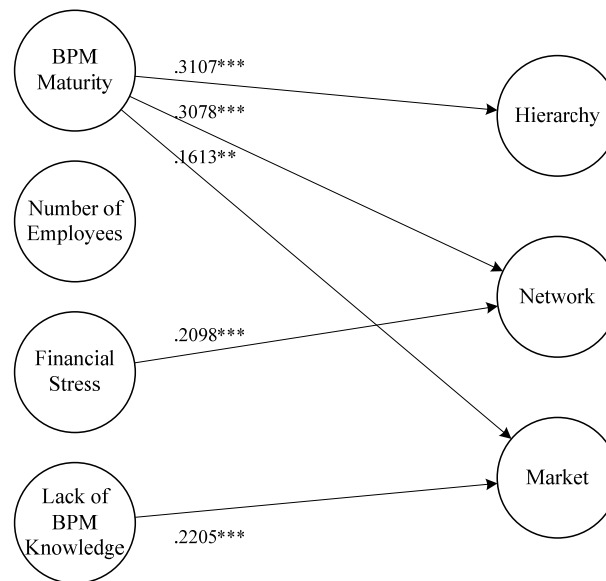 BPM
Maturity
.3107***
.3078***
.1613**
Hierarchy
Number of
Employees
Network
Financial
Stress
.2098***
Market
Lack of
BPM
Knowledge
.2205***